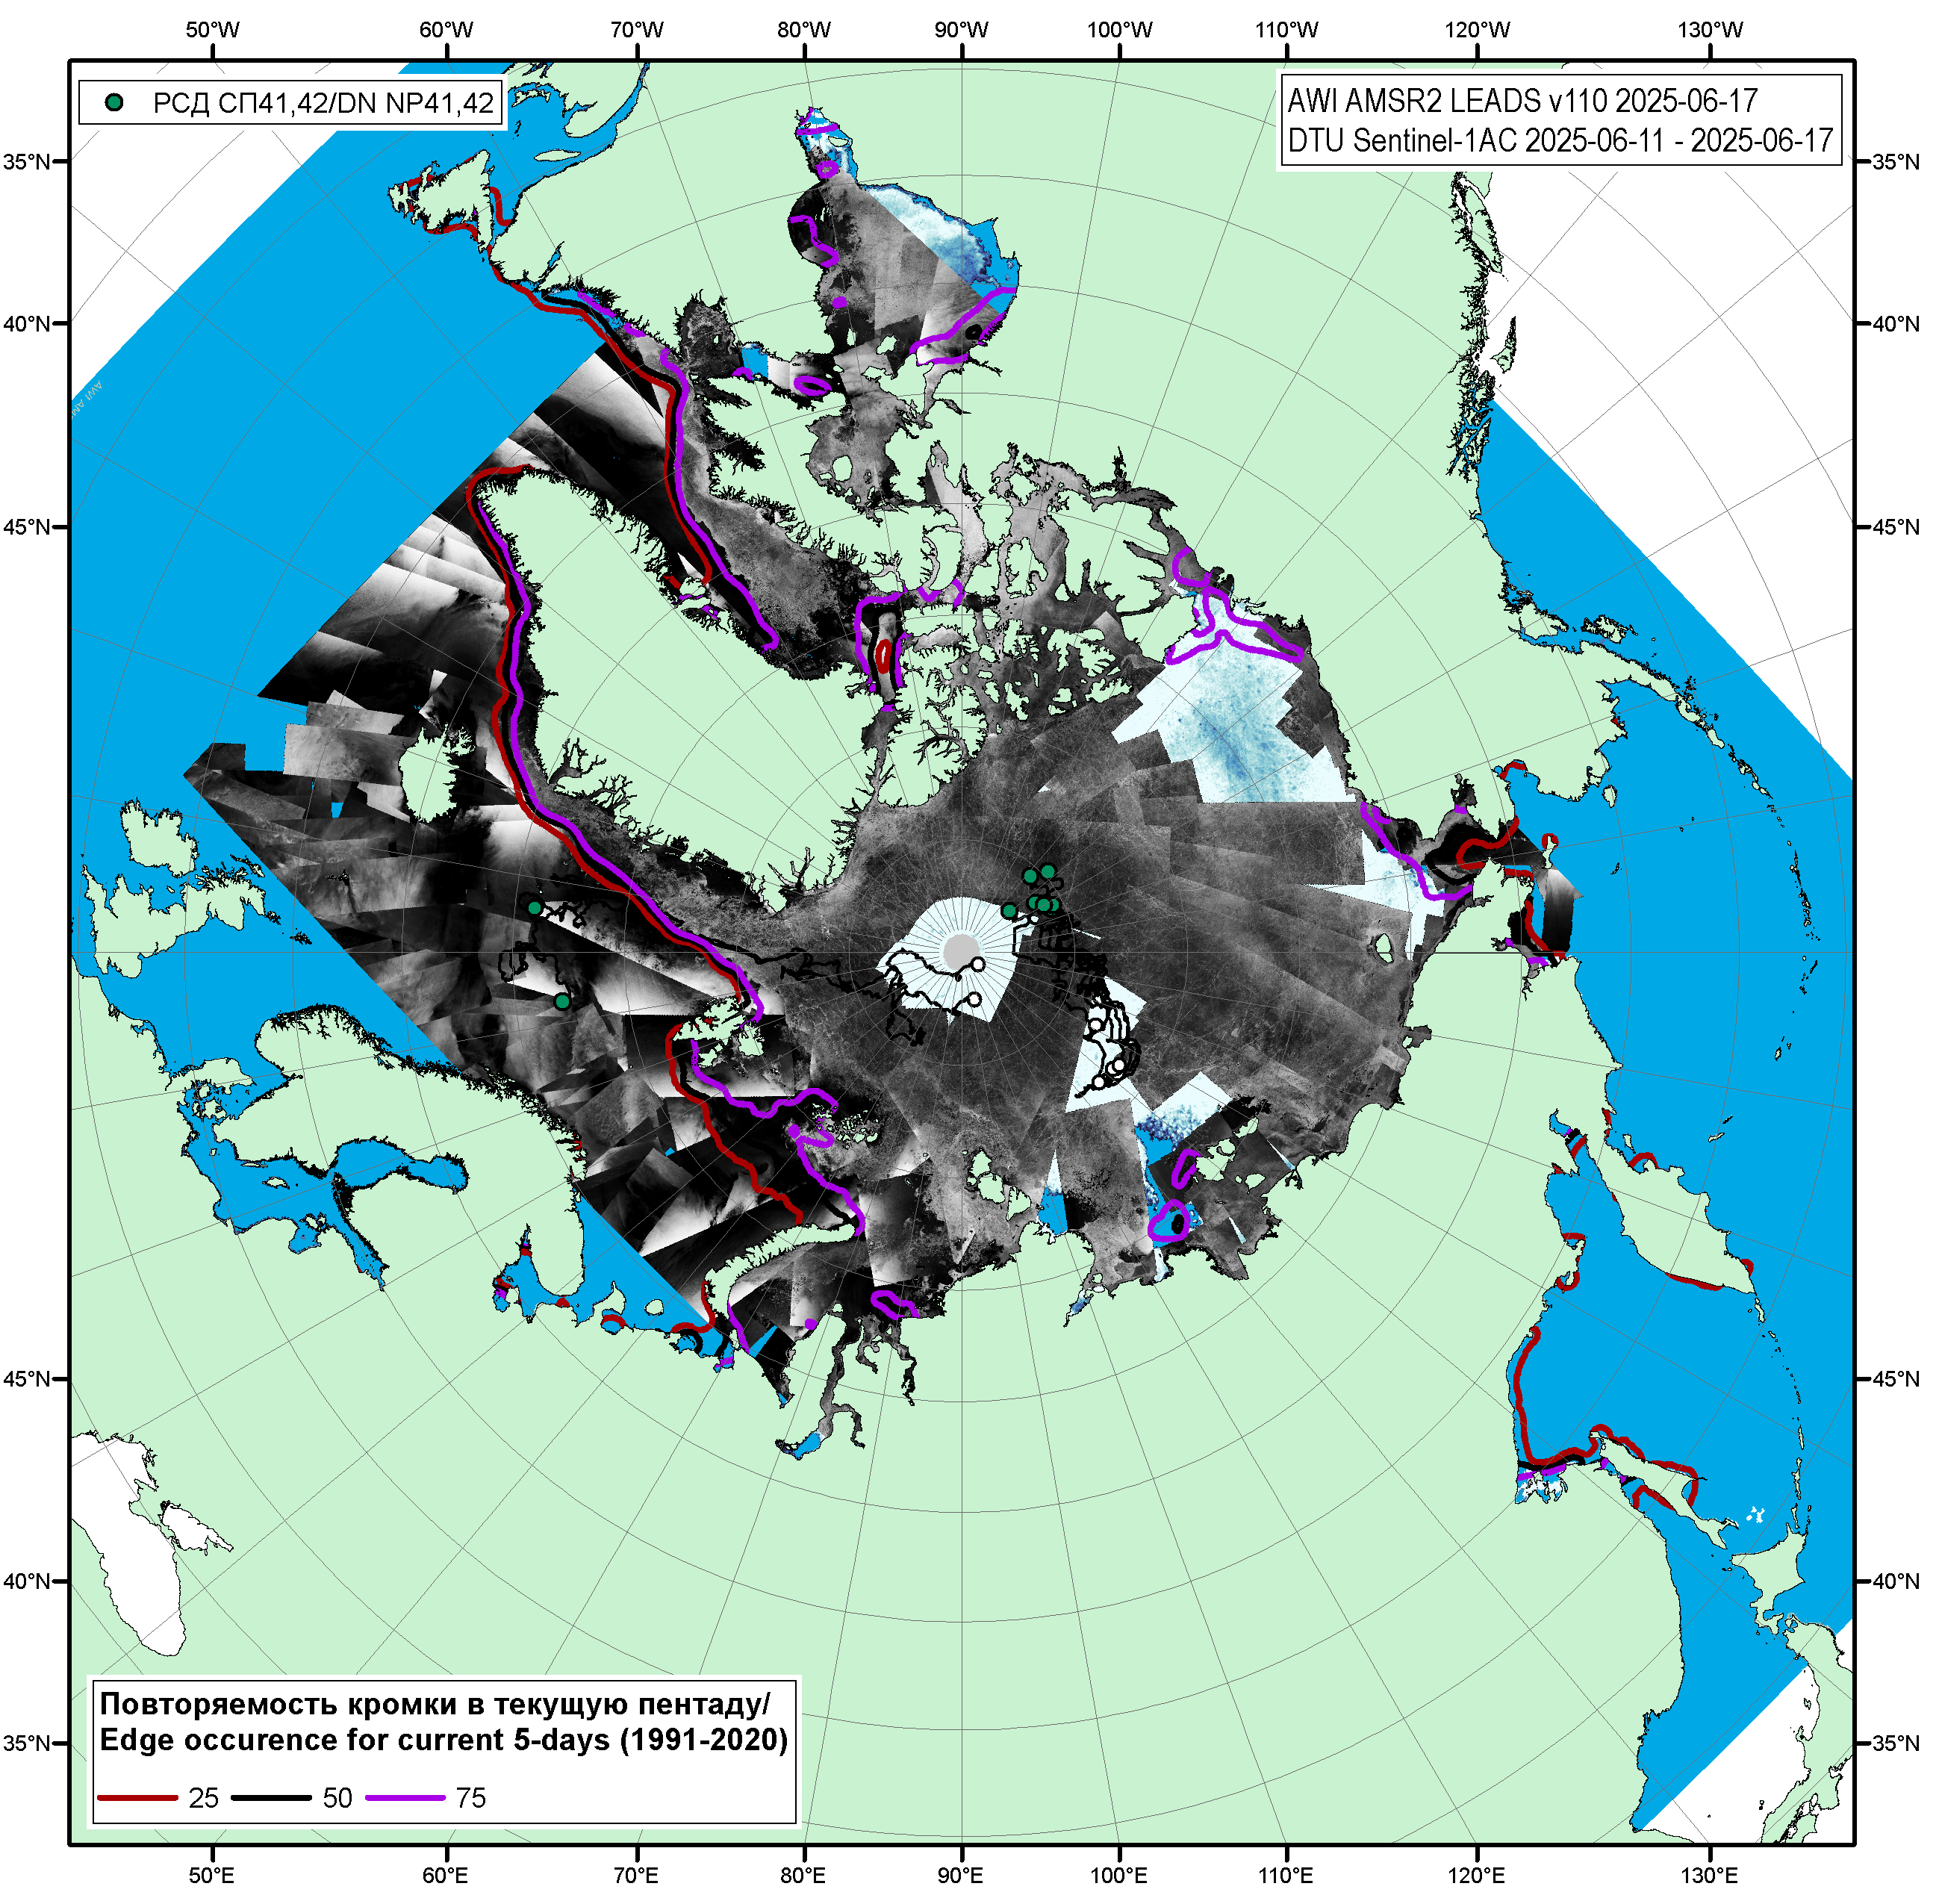 50°W 60°W 70°W 80°W 90°W 100°W 110°W 120°W 130°W
РСД СП41,42/DN NP41,42
AWI AMSR2 LEADS v110 2025-06-17
DTU Sentinel-1AC 2025-06-11 - 2025-06-17
35°N 35°N
40°N 40°N
AWI AM
45°N 45°N
45°N 45°N
40°N 40°N
35°N 35°N
Повторяемость кромки в текущую пентаду/
Edge occurence for current 5-days (1991-2020)
25 50 75
50°E 60°E 70°E 80°E 90°E 100°E 110°E 120°E 130°E